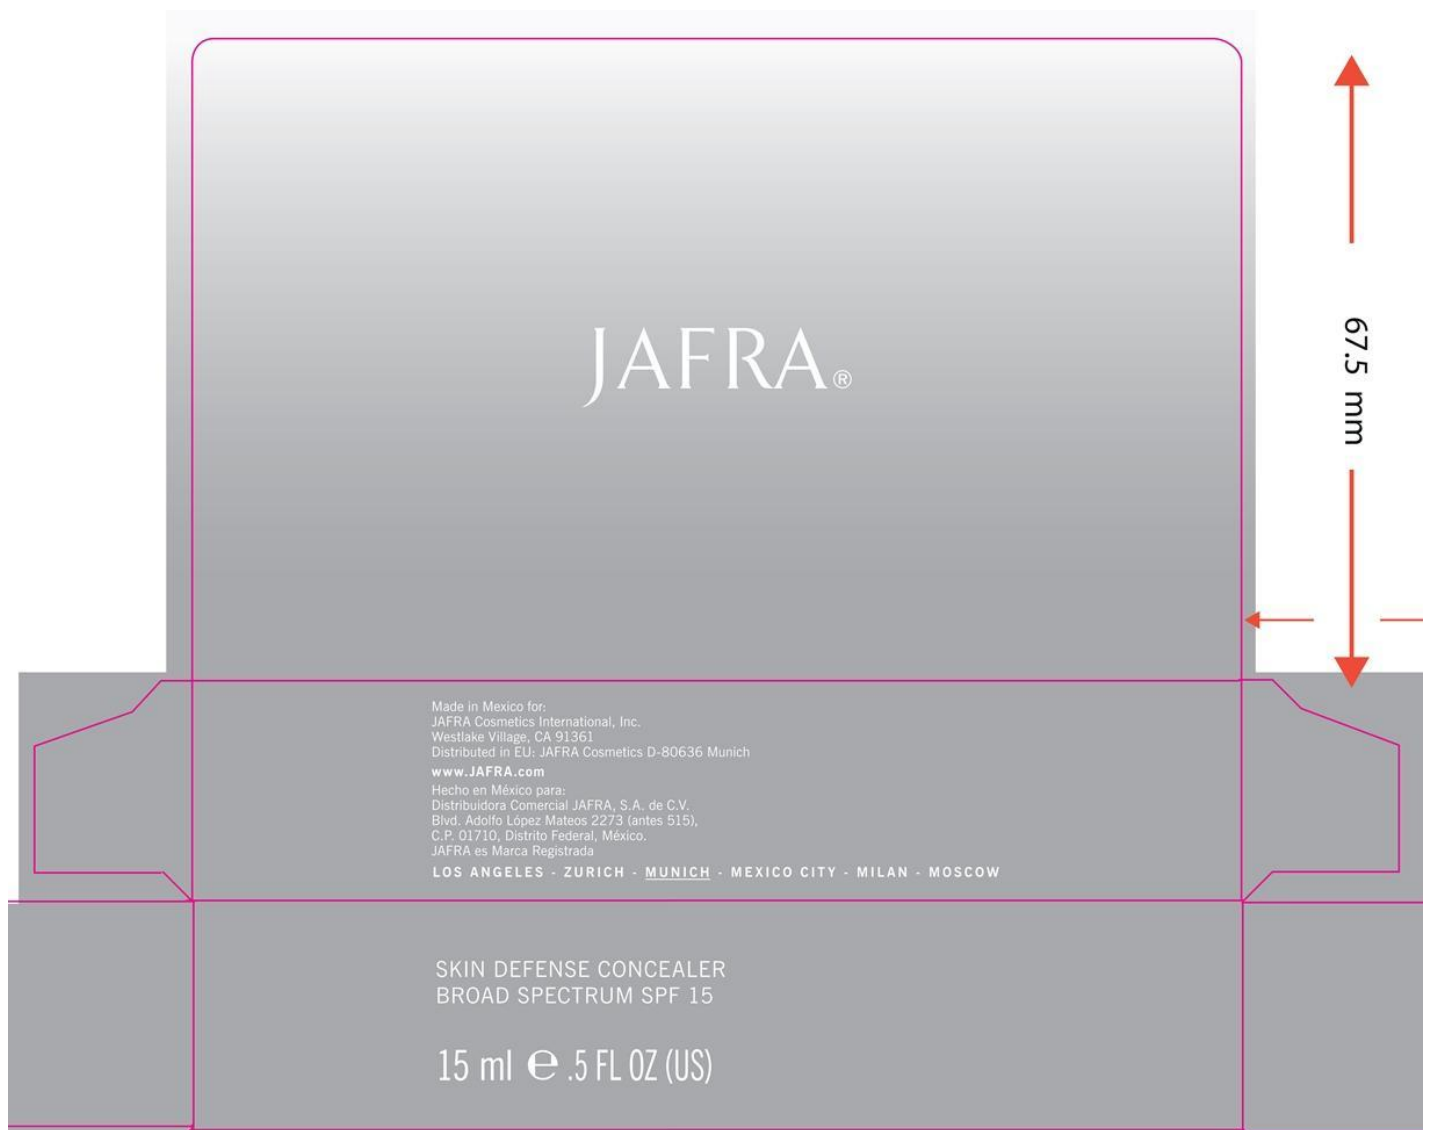 JAFRA®
67.5 mm
Made in Mexico for:
JAFRA Cosmetics International, Inc.
Westlake Village, CA 91361
Distributed in EU: JAFRA Cosmetics D-80636 Munich
www.JAFRA.com
Hecho en México para:
Distribuidora Comercial JAFRA, S.A. de C.V.
Blvd. Adolfo López Mateos 2273 (antes 515),
C.P. 01710, Distrito Federal, México.
JAFRA es Marca Registrada
LOS ANGELES - ZURICH - MUNICH - MEXICO CITY - MILAN - MOSCOW
SKIN DEFENSE CONCEALER
BROAD SPECTRUM SPF 15
15 ml ℮ .5 FL OZ (US)